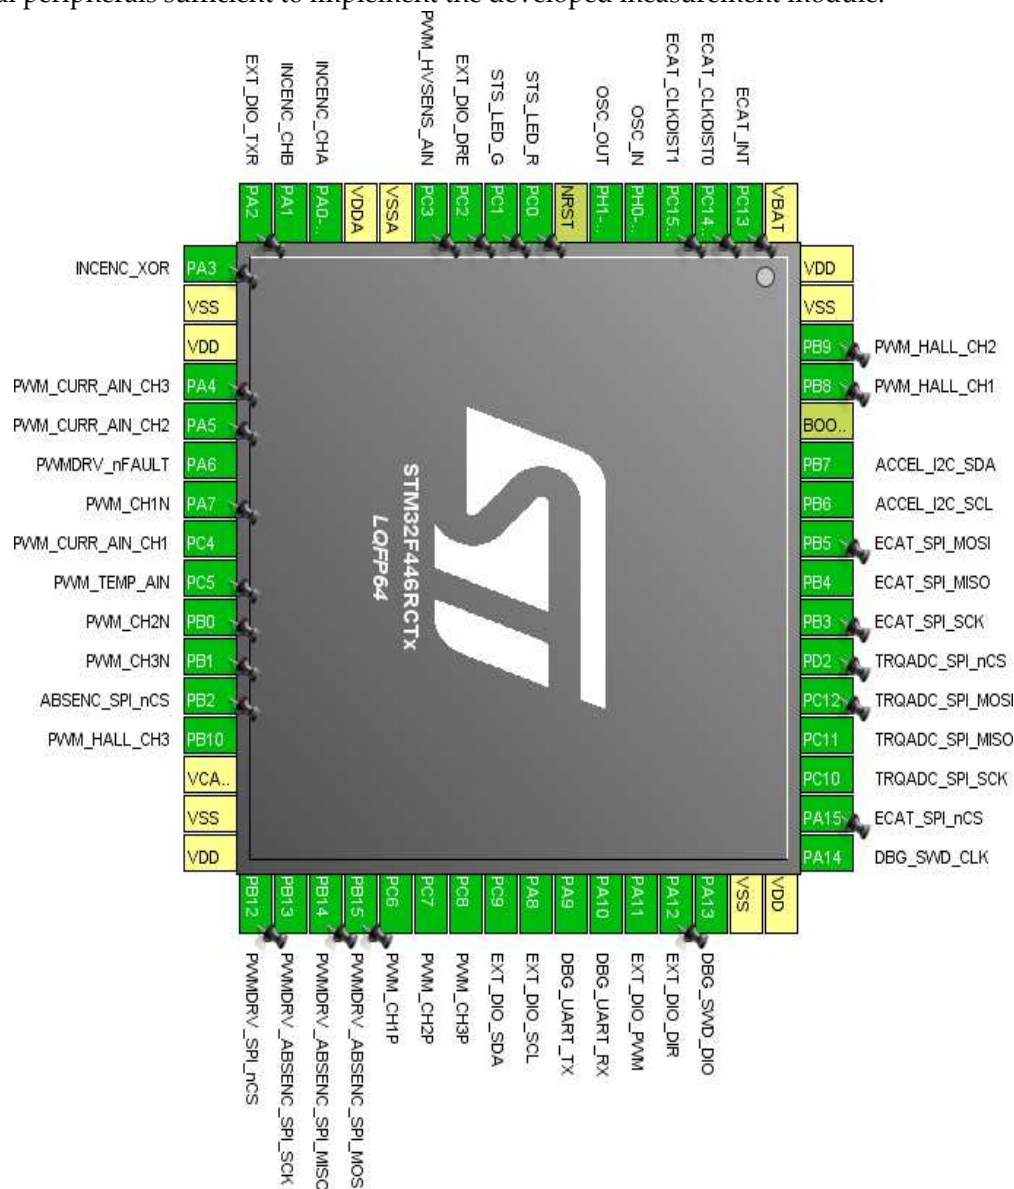 al peripherals sufficient to implement the developed measurement module.
EXT_DIO_TXR
INCENC_CHB
INCENC_CHA
PWM_HVSENS_AIN
EXT_DIO_DRE
STS_LED_G
STS_LED_R
OSC_OUT
OSC_IN
ECAT_CLKDIST1
ECAT_CLKDIST0
ECAT_INT
PA2
PA1
PA0-..
VDDA
VSSA
PC3
PC2
PC1
PC0
NRST
PH1-..
PH0-..
PC15..
PC14..
PC13
VBAT
INCENC_XOR PA3
VSS
VDD
PWM_CURR_AIN_CH3 PA4
PWM_CURR_AIN_CH2 PA5
PWMDRV_nFAULT PA6
PWM_CH1N PA7
PWM_CURR_AIN_CH1 PC4
PWM_TEMP_AIN PC5
PWM_CH2N PB0
PWM_CH3N PB1
ABSENC_SPI_nCS PB2
PWM_HALL_CH3 PB10
VCA..
VSS
VDD
STM32F446RCTx
LQFP64
VDD
VSS
PB9 PWM_HALL_CH2
PB8 PWM_HALL_CH1
BOO..
PB7 ACCEL_I2C_SDA
PB6 ACCEL_I2C_SCL
PB5 ECAT_SPI_MOSI
PB4 ECAT_SPI_MISO
PB3 ECAT_SPI_SCK
PD2 TRQADC_SPI_nCS
PC12 TRQADC_SPI_MOSI
PC11 TRQADC_SPI_MISO
PC10 TRQADC_SPI_SCK
PA15 ECAT_SPI_nCS
PA14 DBG_SWD_CLK
PB12
PB13
PB14
PB15
PC6
PC7
PC8
PC9
PA8
PA9
PA10
PA11
PA12
PA13
VSS
VDD
PWMDRV_SPI_nCS
PWMDRV_ABSENC_SPI_SCK
PWMDRV_ABSENC_SPI_MISO
PWMDRV_ABSENC_SPI_MOS
PWM_CH1P
PWM_CH2P
PWM_CH3P
EXT_DIO_SDA
EXT_DIO_SCL
DBG_UART_TX
DBG_UART_RX
EXT_DIO_PWM
EXT_DIO_DIR
DBG_SWD_DIO